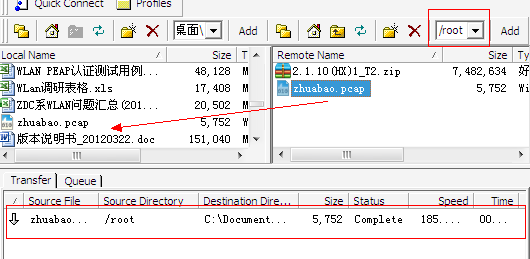 Quick Connect Profiles
桌面\ Add /root Add
Local Name Size T Remote Name Size Ty
WLAN PEAP认证测试用例... 48,128 M
WLan调研表格.xls 17,408 M
ZDC系WLAN问题汇总(201... 20,502 M
zhuabao.pcap 5,752 W
版本说明书_20120322.doc 151,040 M
2.1.10(HX)1_T2.zip 7,482,634 好
zhuabao.pcap 5,752 Wi
Transfer Queue
/ Source File Source Directory Destination Dire... Size Status Speed Time
zhuabao... /root C:\Document... 5,752 Complete 185.... 00...